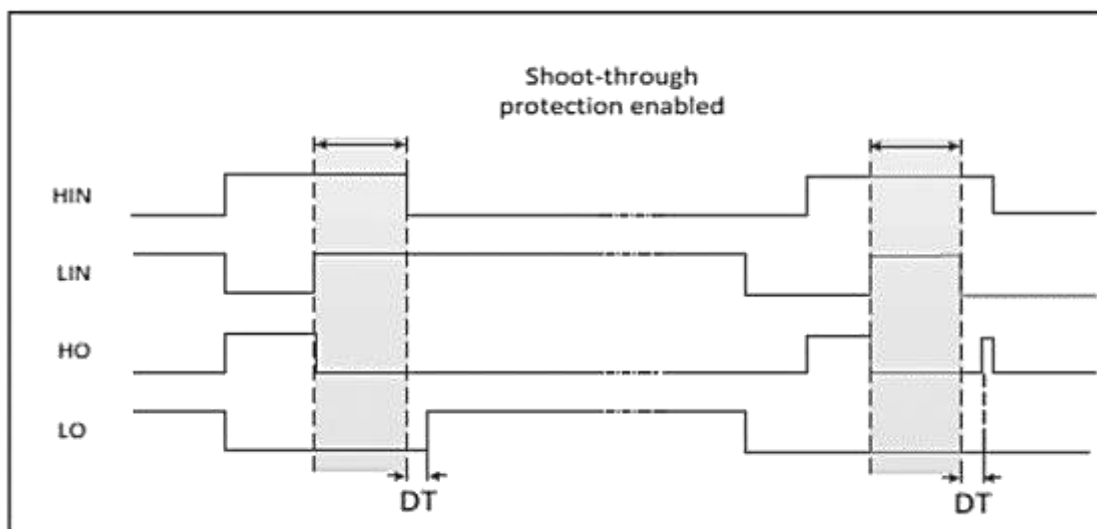 Shoot-through
protection enabled
HIN
LIN
HO
LO
DT
DT